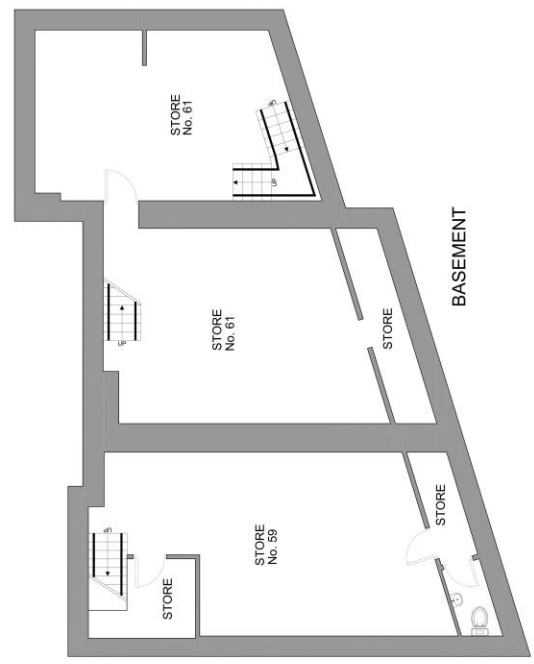 UP
UP
STORE
STORE
No. 61
STORE
No. 61
STORE
No. 59
UP
UP
STORE
STORE
BASEMENT